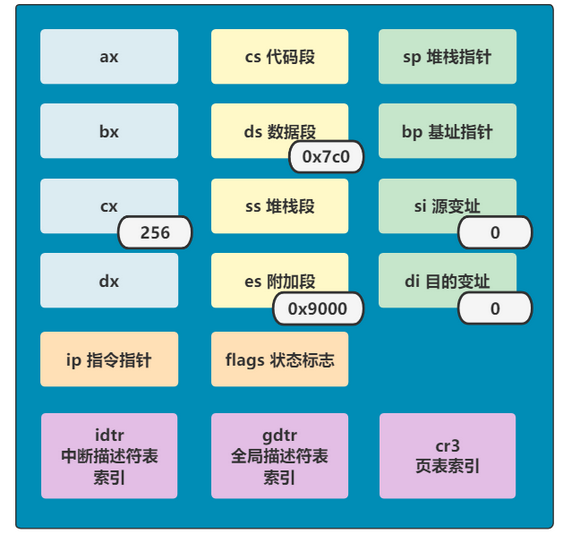 ax
cs 代码段
sp 堆栈指针
bx
ds 数据段
0x7c0
bp 基址指针
cx
256
ss 堆栈段
si 源变址
0
dx
es 附加段
0x9000
di 目的变址
0
ip 指令指针
flags 状态标志
idtr
中断描述符表
索引
gdtr
全局描述符表
索引
cr3
页表索引